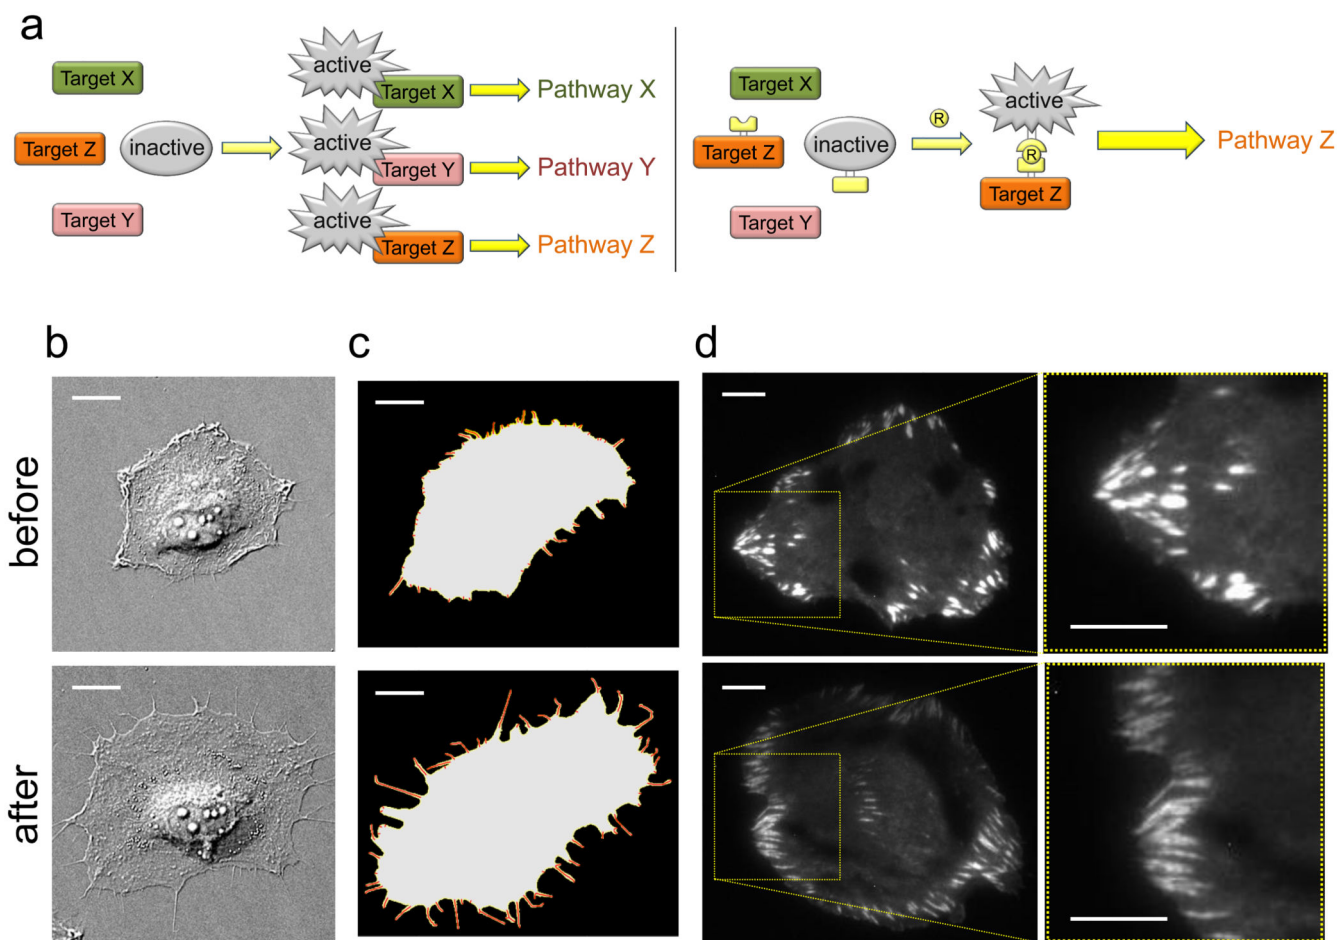 a
Target X
Target Z
inactive
Target Y
active
Target X
Pathway X
active
Target Y
Pathway Y
active
Target Z
Pathway Z
Target X
Target Z
inactive
Target Y
R
active
R
Target Z
Pathway Z
b
c
d
before
after